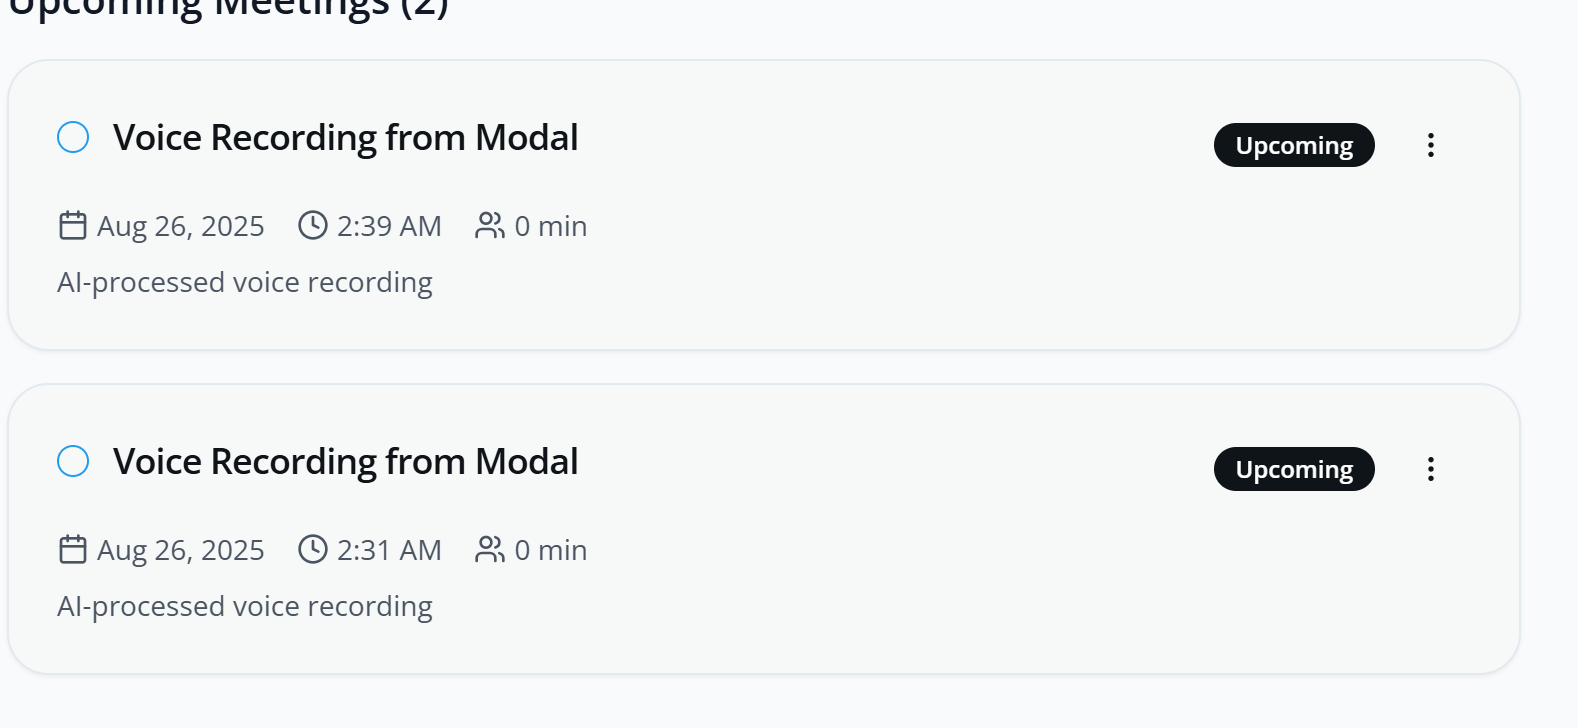 Upcoming Meetings (2)
Voice Recording from Modal
Upcoming
Aug 26, 2025 2:39 AM 0 min
AI-processed voice recording
Voice Recording from Modal
Upcoming
Aug 26, 2025 2:31 AM 0 min
AI-processed voice recording